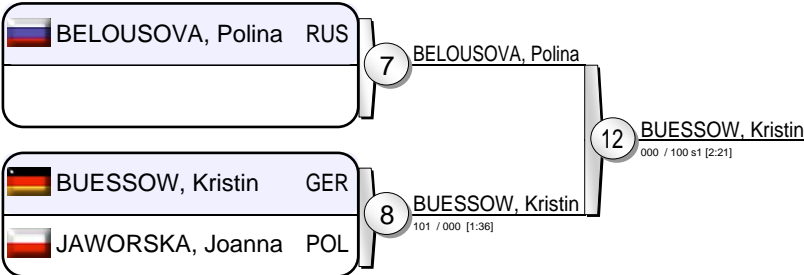 BELOUSOVA, Polina RUS
7
BELOUSOVA, Polina
12
BUESSOW, Kristin
000 / 100 s1 [2:21]
BUESSOW, Kristin GER
8
BUESSOW, Kristin
101 / 000 [1:36]
JAWORSKA, Joanna POL